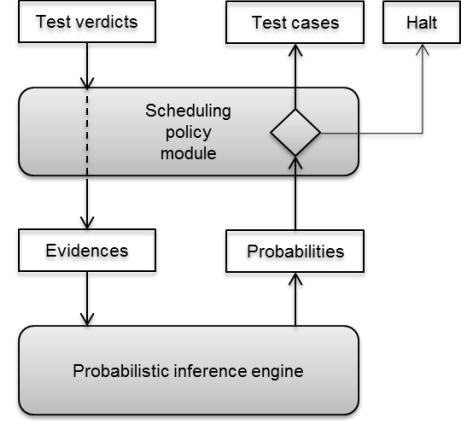 Test verdicts
Test cases
Halt
Scheduling
policy
module
Evidences
Probabilities
Probabilistic inference engine